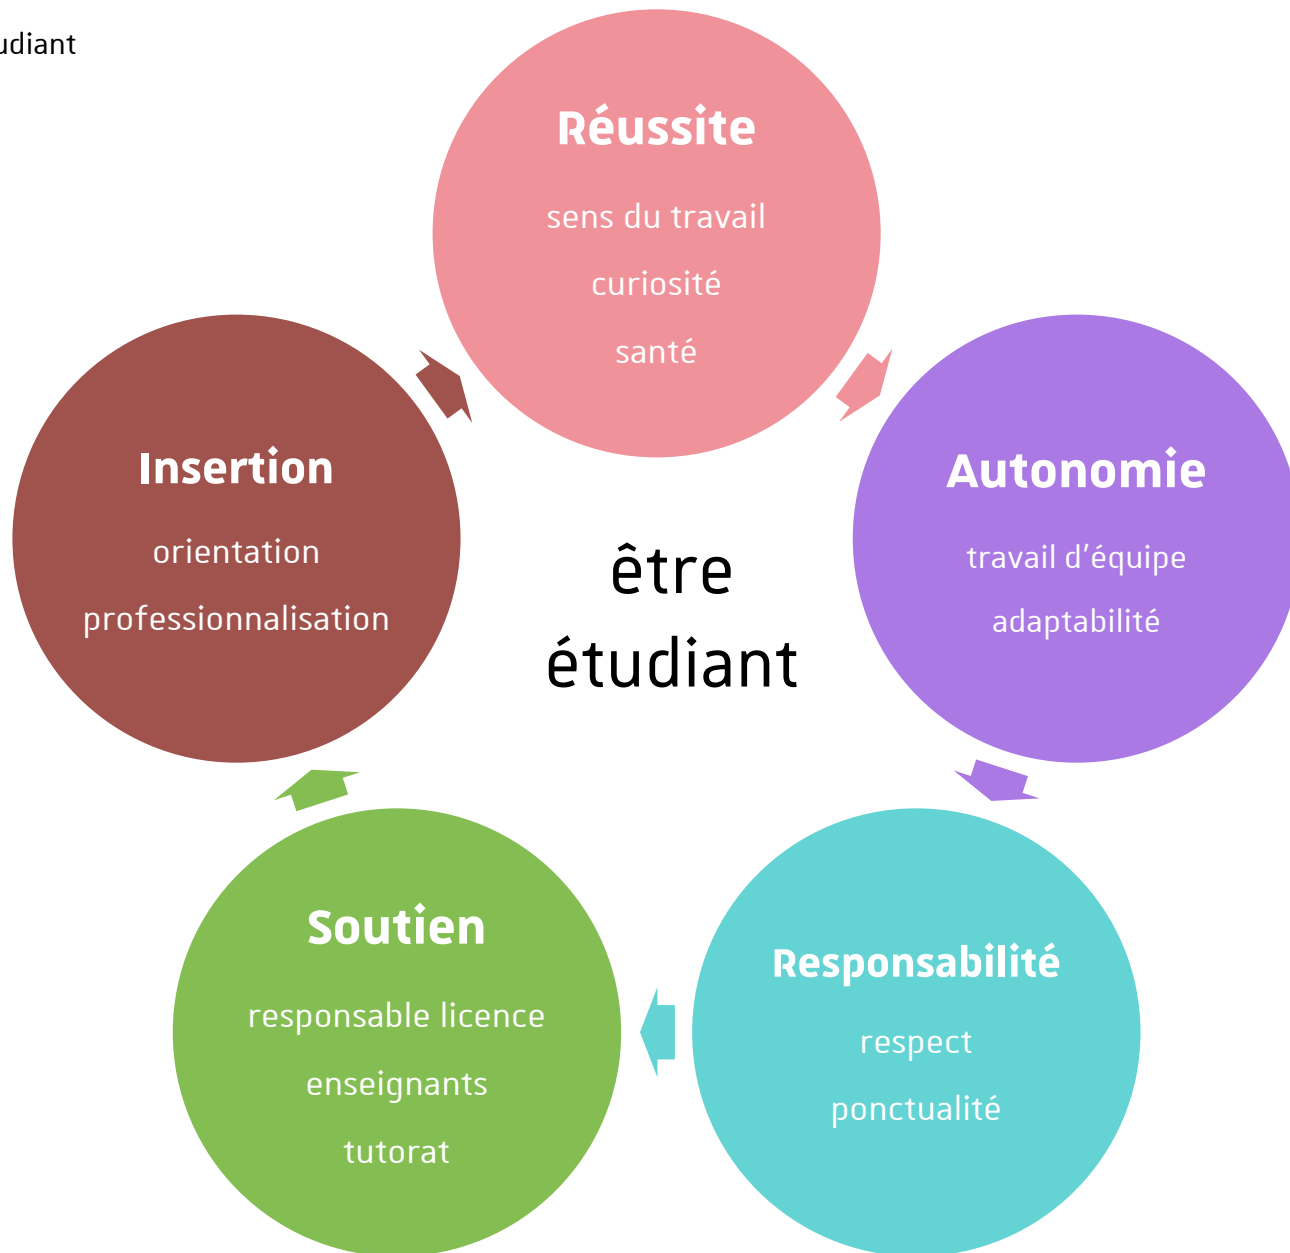 udiant
Réussite
sens du travail
curiosité
santé
Autonomie
travail d'équipe
adaptabilité
Responsabilité
respect
ponctualité
Soutien
responsable licence
enseignants
tutorat
Insertion
orientation
professionnalisation
être
étudiant